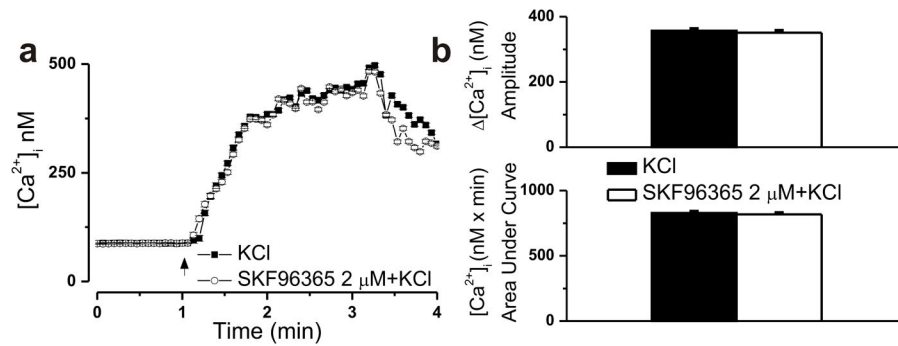 a
[Ca²⁺]ᵢ nM
500
250
0
KCl
SKF96365 2 μM+KCl
0 1 2 3 4
Time (min)
b
Δ[Ca²⁺]ᵢ (nM)
Amplitude
400
200
0
KCl
SKF96365 2 μM+KCl
[Ca²⁺]ᵢ (nM x min)
Area Under Curve
1000
500
0